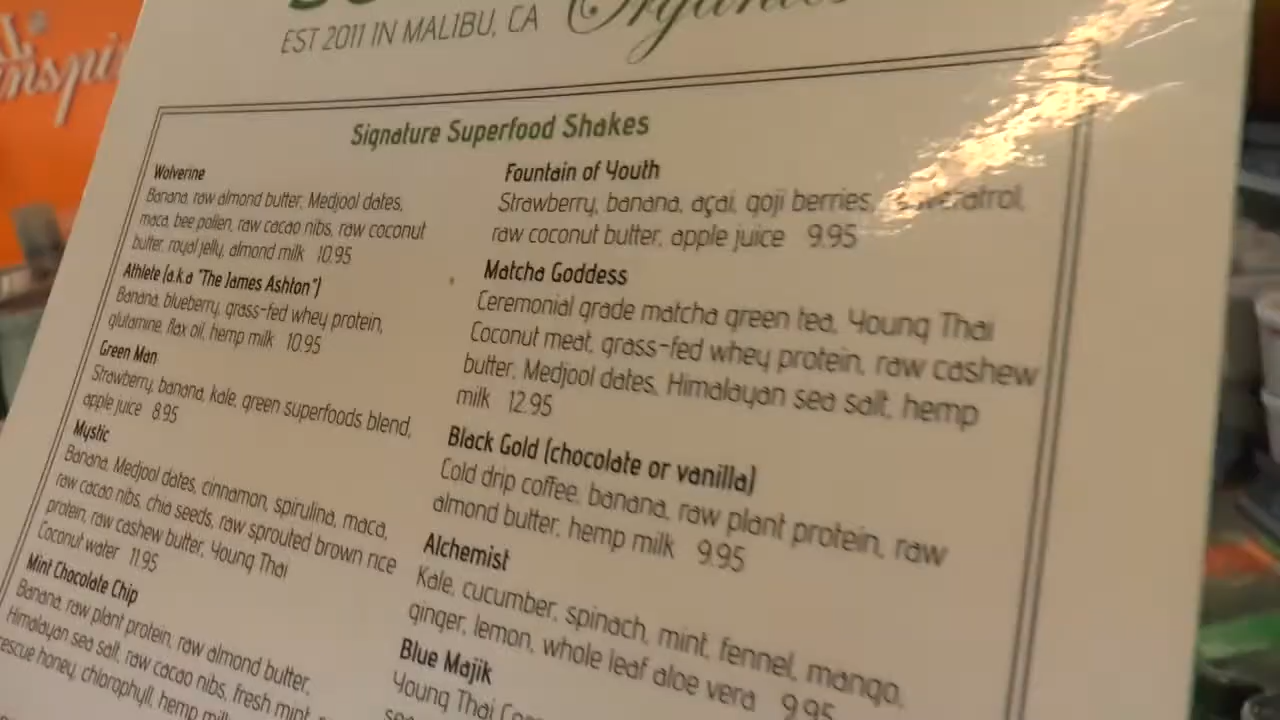 EST 2011 IN MALIBU, CA
Organics
Signature Superfood Shakes
Wolverine
Banana, raw almond butter, Medjool dates,
maca, bee pollen, raw cacao nibs, raw coconut
butter, royal jelly, almond milk 10.95
Athlete (a.k.a "The James Ashton")
Banana, blueberry, grass-fed whey protein,
glutamine, flax oil, hemp milk 10.95
Green Man
Strawberry, banana, kale, green superfoods blend,
apple juice 8.95
Mystic
Banana, Medjool dates, cinnamon, spirulina, maca,
raw cacao nibs, chia seeds, raw sprouted brown rice
protein, raw cashew butter, Young Thai
Coconut water 11.95
Mint Chocolate Chip
Banana, raw plant protein, raw almond butter,
Himalayan sea salt, raw cacao nibs, fresh mint,
rescue honey, chlorophyll, hemp milk
Fountain of Youth
Strawberry, banana, açai, goji berries,
raw coconut butter, apple juice 9.95
Matcha Goddess
Ceremonial grade matcha green tea, Young Thai
Coconut meat, grass-fed whey protein, raw cashew
butter, Medjool dates, Himalayan sea salt, hemp
milk 12.95
Black Gold (chocolate or vanilla)
Cold drip coffee, banana, raw plant protein, raw
almond butter, hemp milk 9.95
Alchemist
Kale, cucumber, spinach, mint, fennel, mango,
ginger, lemon, whole leaf aloe vera 9.95
Blue Majik
Young Thai